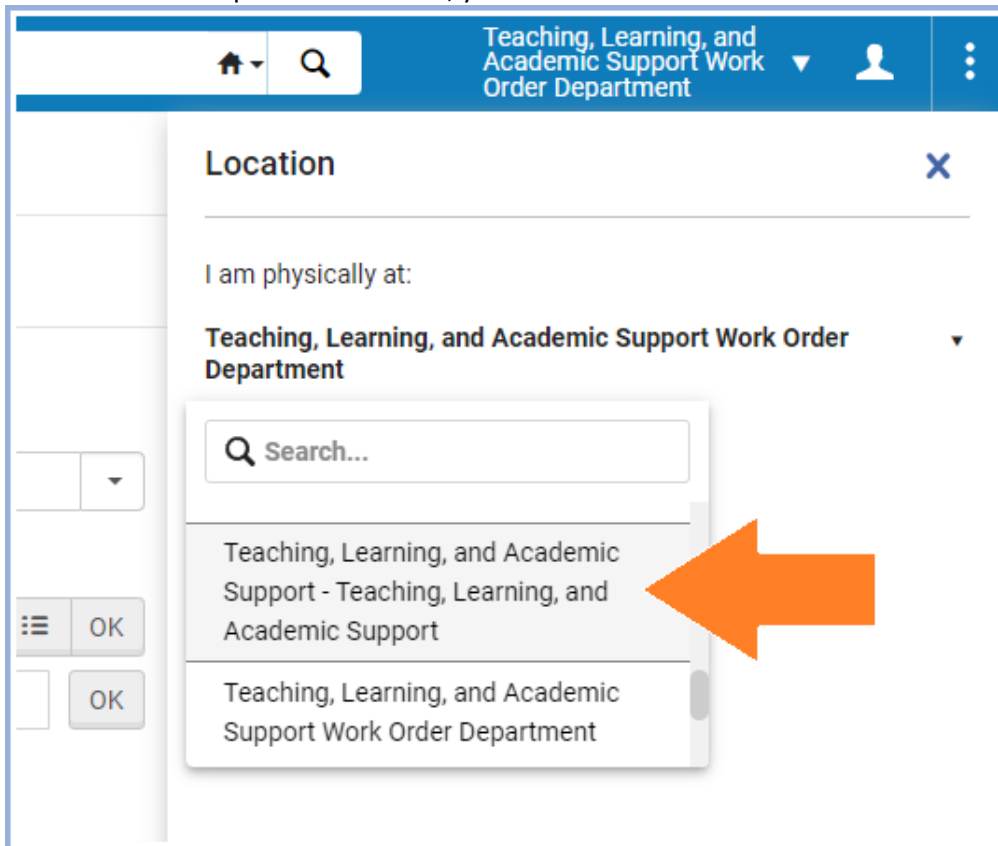 Teaching, Learning, and
Academic Support Work
Order Department
Location
I am physically at:
Teaching, Learning, and Academic Support Work Order
Department
Search...
Teaching, Learning, and Academic
Support - Teaching, Learning, and
Academic Support
OK
Teaching, Learning, and Academic
Support Work Order Department
OK